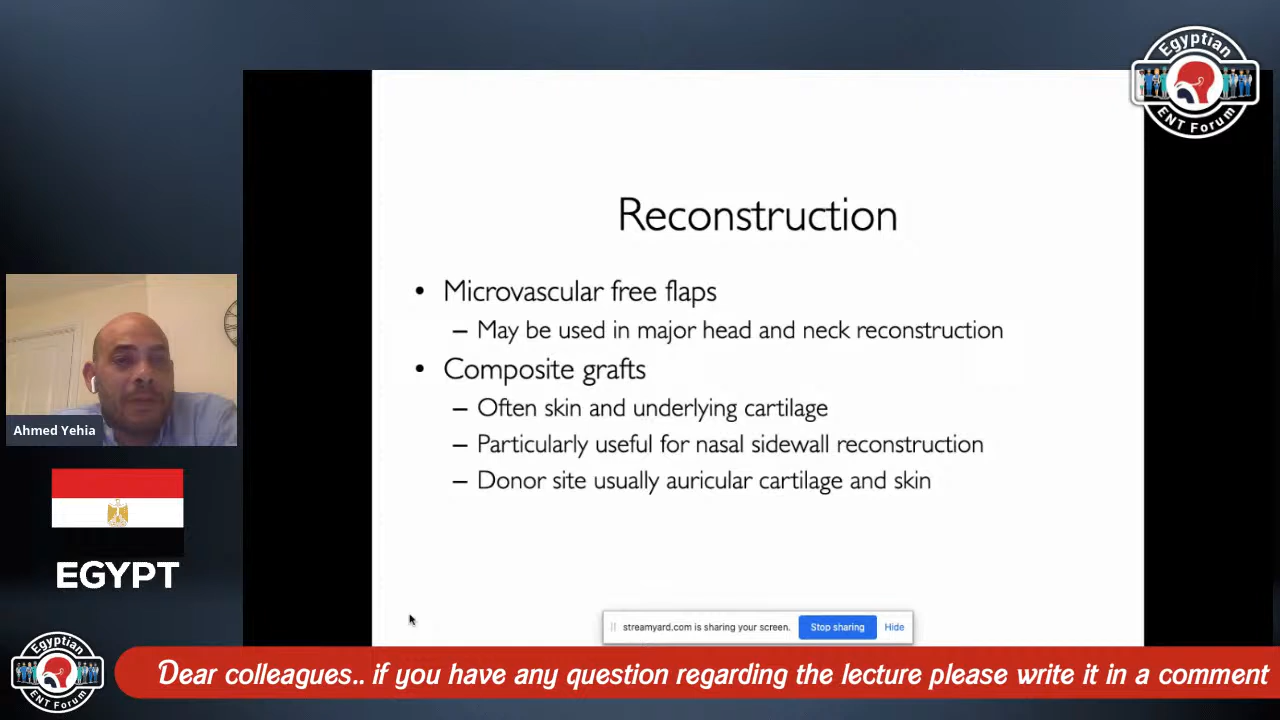 Egyptian
ENT Forum
Reconstruction
• Microvascular free flaps
– May be used in major head and neck reconstruction
• Composite grafts
– Often skin and underlying cartilage
– Particularly useful for nasal sidewall reconstruction
– Donor site usually auricular cartilage and skin
Ahmed Yehia
EGYPT
streamyard.com is sharing your screen.
Stop sharing
Hide
Egyptian
ENT Forum
Dear colleagues.. if you have any question regarding the lecture please write it in a comment